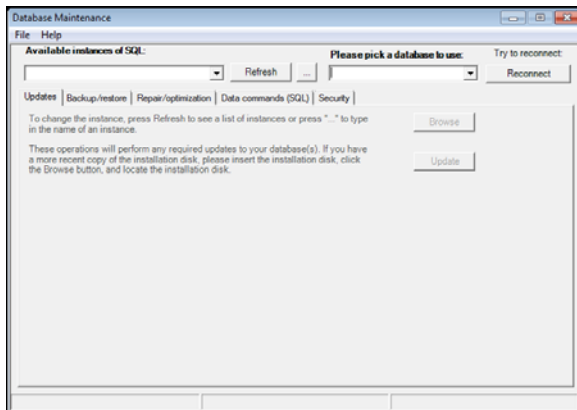 Database Maintenance
File Help
Available instances of SQL:
Please pick a database to use:
Try to reconnect:
Refresh
...
Reconnect
Updates Backup/restore Repair/optimization Data commands (SQL) Security
To change the instance, press Refresh to see a list of instances or press "..." to type
in the name of an instance.
Browse
These operations will perform any required updates to your database(s). If you have
a more recent copy of the installation disk, please insert the installation disk, click
the Browse button, and locate the installation disk.
Update